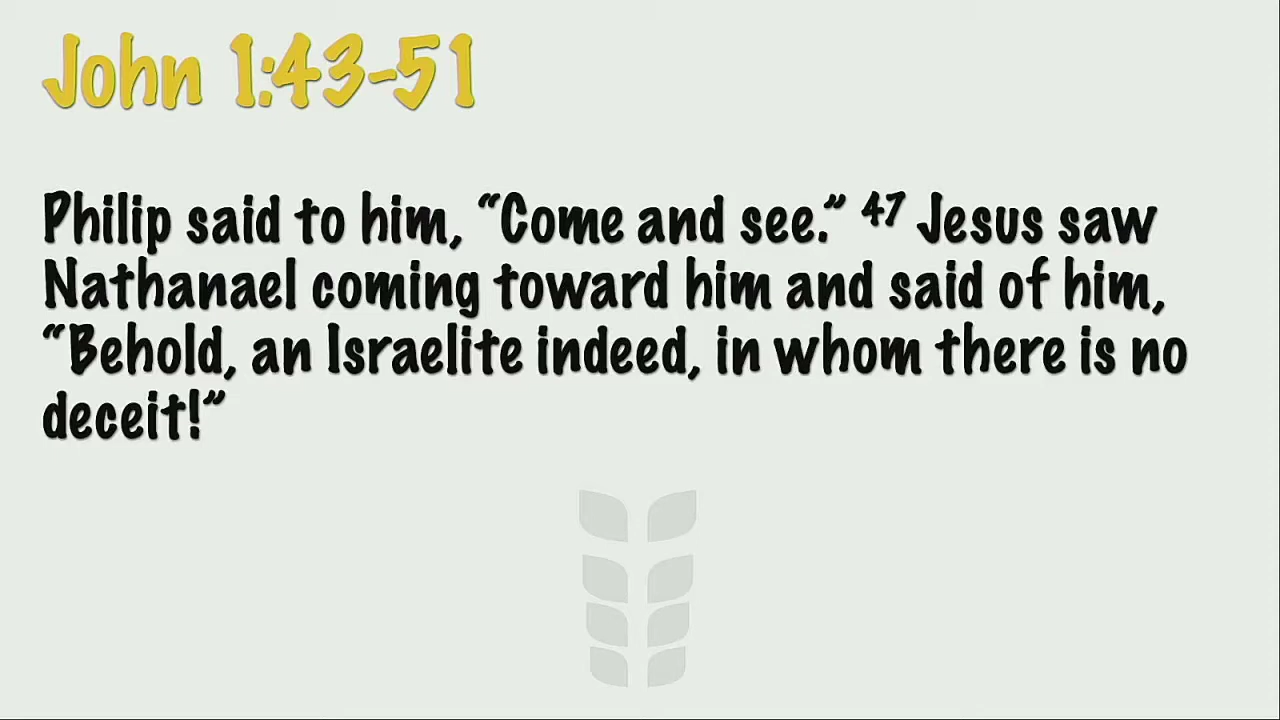 John 1:43-51
Philip said to him, “Come and see.” ⁴⁷ Jesus saw
Nathanael coming toward him and said of him,
“Behold, an Israelite indeed, in whom there is no
deceit!”